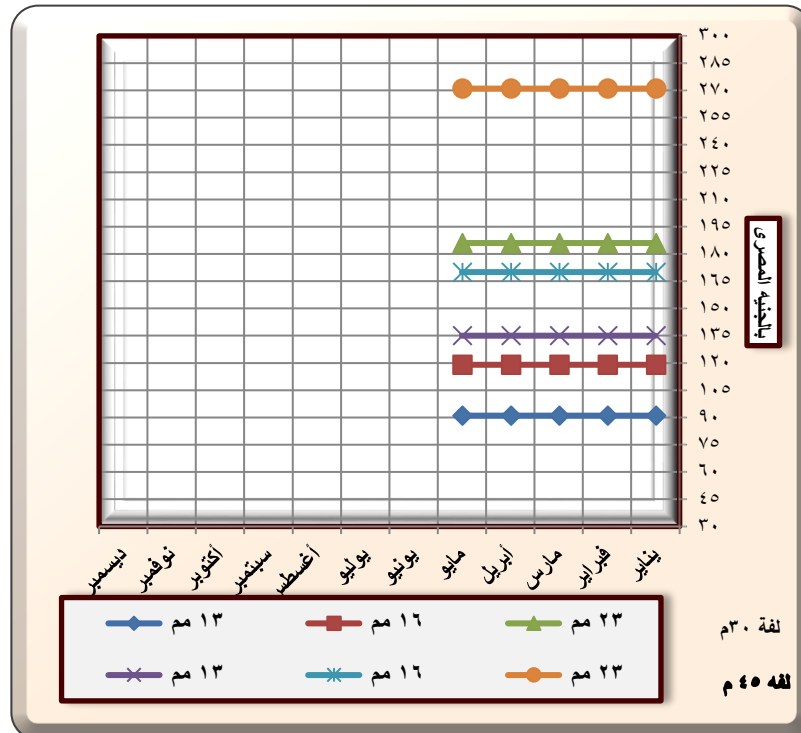 ٣٠٠
٢٨٥
٢٧٠
٢٥٥
٢٤٠
٢٢٥
٢١٠
١٩٥
١٨٠
١٦٥
١٥٠
١٣٥
١٢٠
١٠٥
٩٠
٧٥
٦٠
٤٥
٣٠
بالجنيه المصرى
يناير
فبراير
مارس
أبريل
مايو
يونيو
يوليو
أغسطس
سبتمبر
أكتوبر
نوفمبر
ديسمبر
لفة ٣٠م ٢٣ مم ١٦ مم ١٣ مم
لفه ٤٥ م ٢٣ مم ١٦ مم ١٣ مم